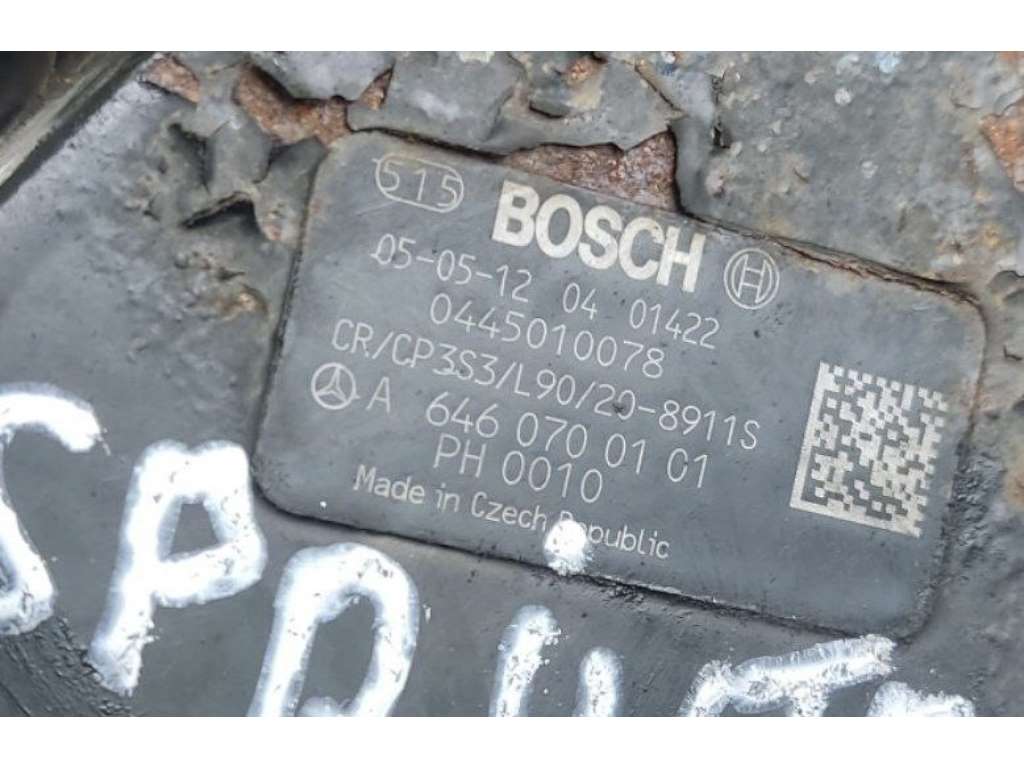 515
BOSCH
05-05-12 04 01422
0445010078
CR/CP3S3/L90/20-8911S
A 646 070 01 01
PH 0010
Made in Czech Republic